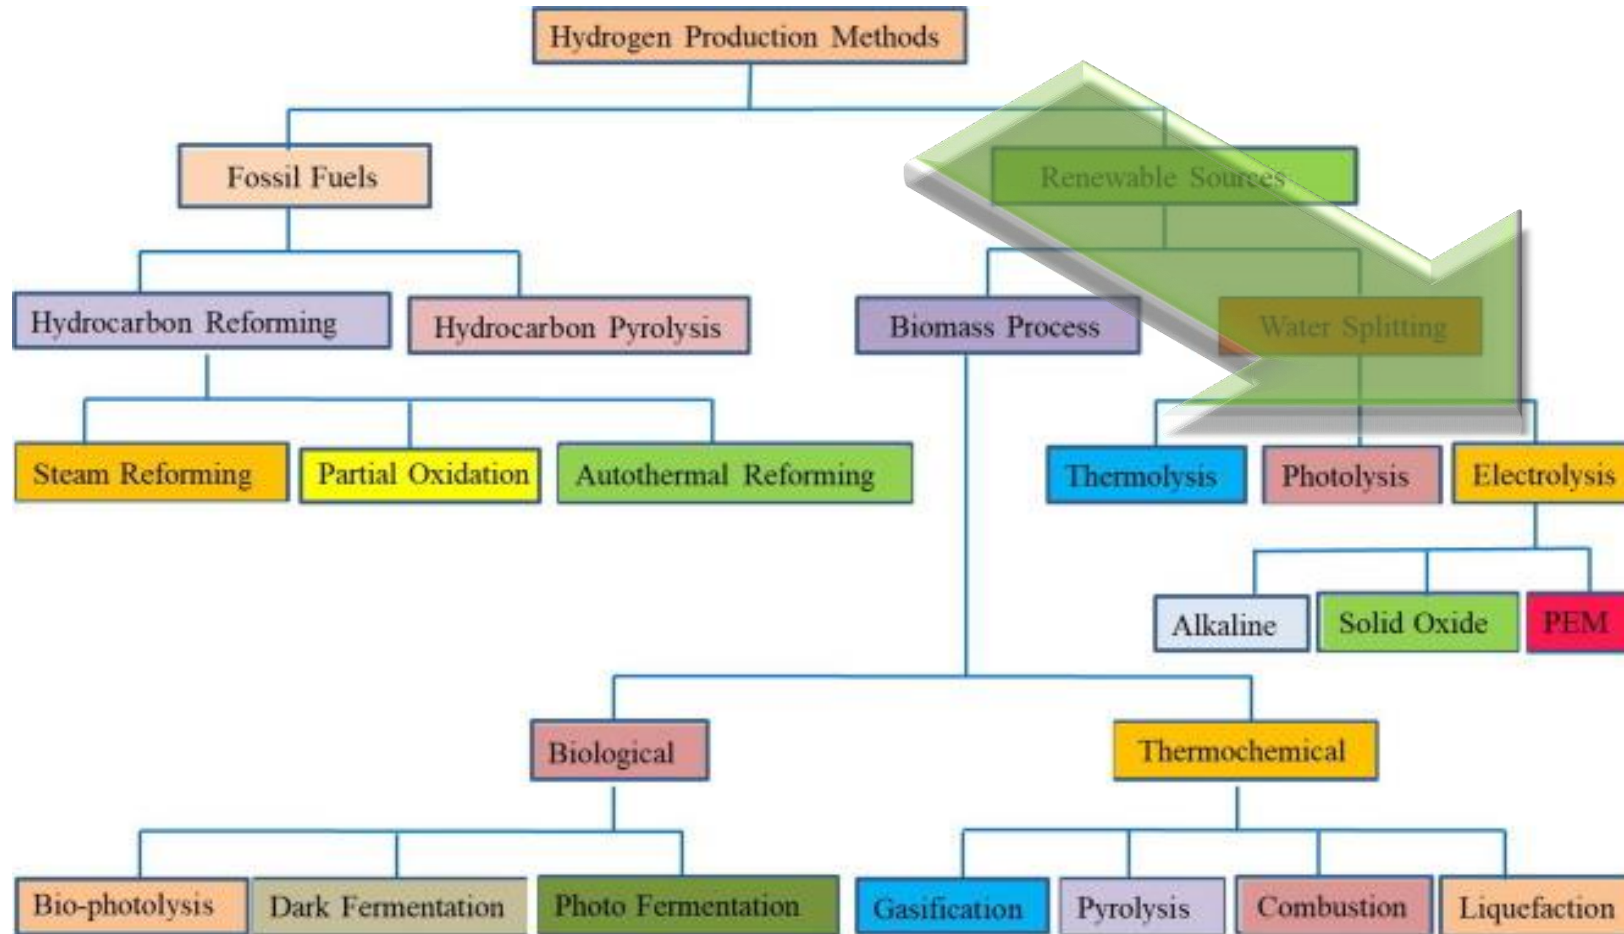 Hydrogen Production Methods
Fossil Fuels
Renewable Sources
Hydrocarbon Reforming
Hydrocarbon Pyrolysis
Biomass Process
Water Splitting
Steam Reforming
Partial Oxidation
Autothermal Reforming
Thermolysis
Photolysis
Electrolysis
Alkaline
Solid Oxide
PEM
Biological
Thermochemical
Bio-photolysis
Dark Fermentation
Photo Fermentation
Gasification
Pyrolysis
Combustion
Liquefaction